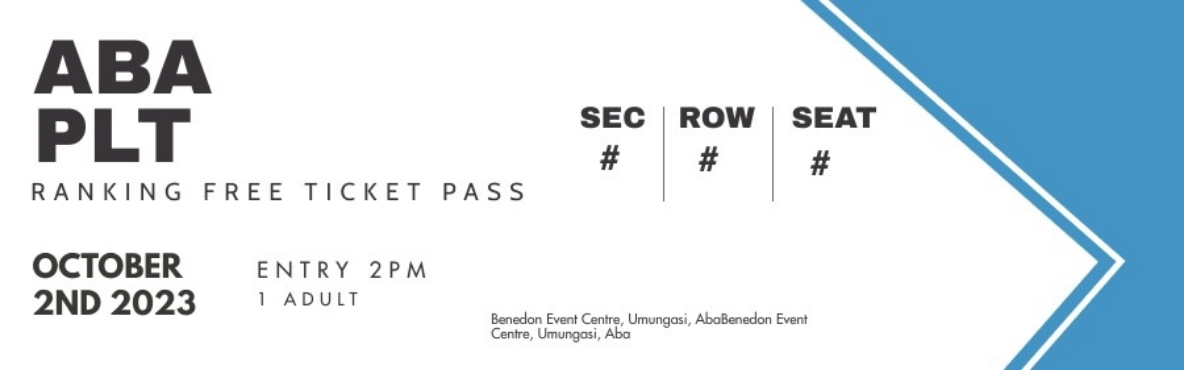 ABA
PLT
RANKING FREE TICKET PASS
SEC ROW SEAT
# # #
OCTOBER
2ND 2023
ENTRY 2PM
1 ADULT
Benedon Event Centre, Umungasi, AbaBenedon Event
Centre, Umungasi, Aba